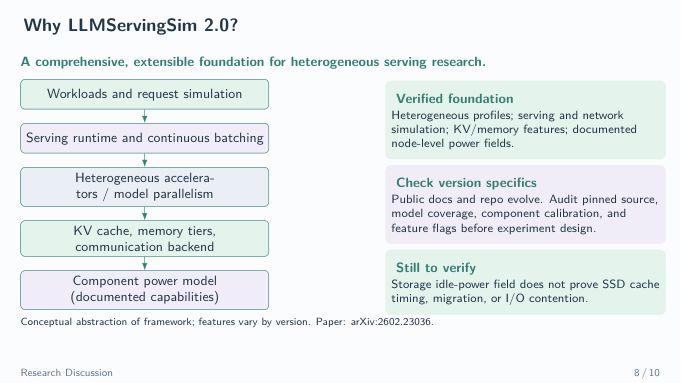 Why LLMServingSim 2.0?
A comprehensive, extensible foundation for heterogeneous serving research.
Workloads and request simulation
Serving runtime and continuous batching
Heterogeneous accelera-
tors / model parallelism
KV cache, memory tiers,
communication backend
Component power model
(documented capabilities)
Verified foundation
Heterogeneous profiles; serving and network
simulation; KV/memory features; documented
node-level power fields.
Check version specifics
Public docs and repo evolve. Audit pinned source,
model coverage, component calibration, and
feature flags before experiment design.
Still to verify
Storage idle-power field does not prove SSD cache
timing, migration, or I/O contention.
Conceptual abstraction of framework; features vary by version. Paper: arXiv:2602.23036.
Research Discussion
8 / 10